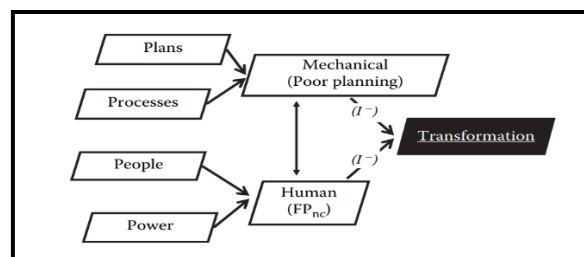 Plans
Mechanical
(Poor planning)
Processes
(I⁻)
Transformation
(I⁻)
People
Human
(FPnc)
Power